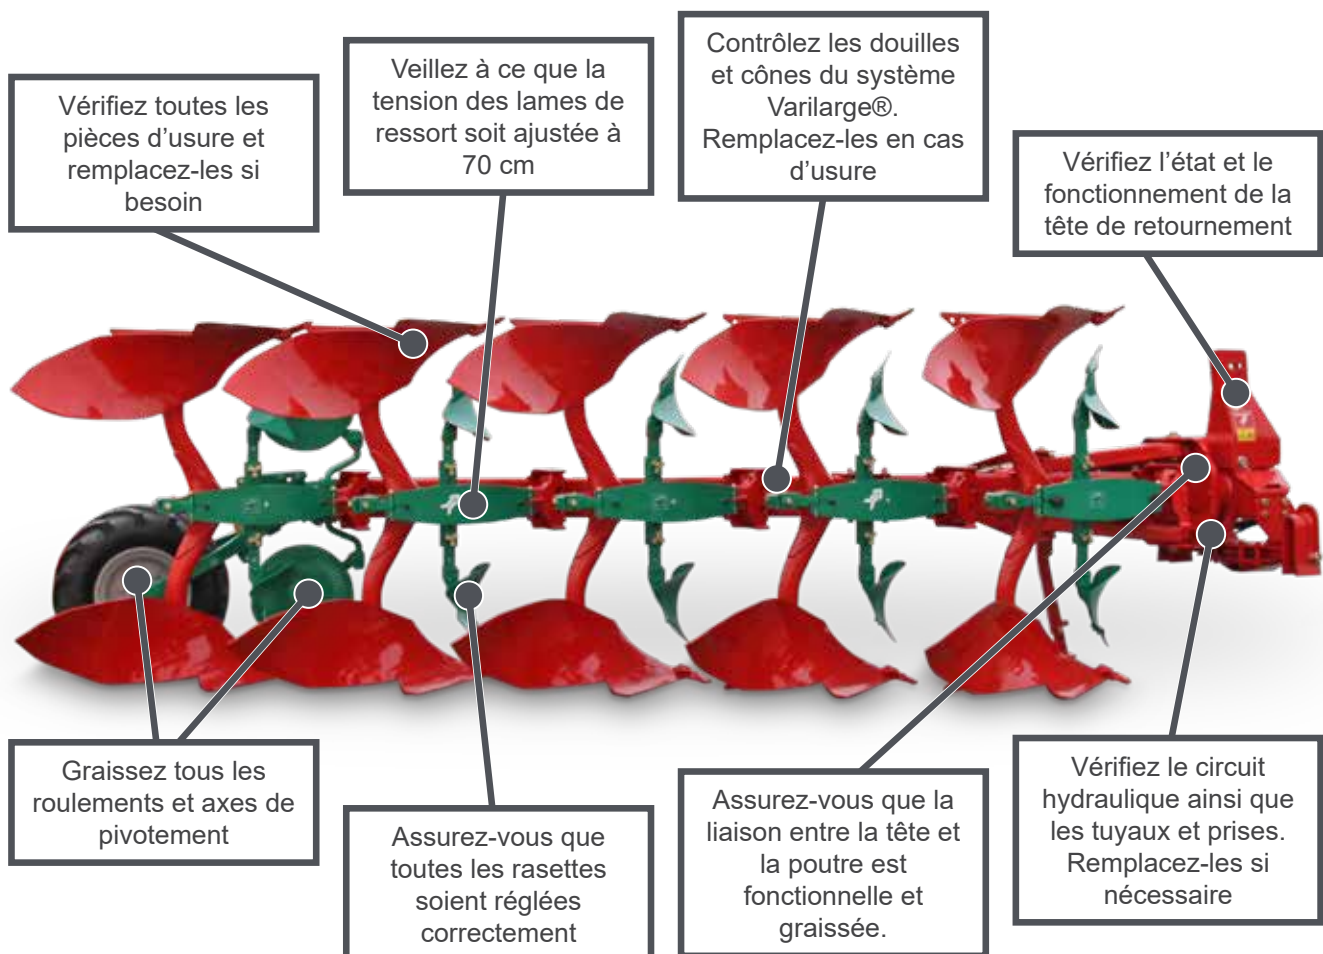 Vérifiez toutes les
pièces d'usure et
remplacez-les si
besoin
Veillez à ce que la
tension des lames de
ressort soit ajustée à
70 cm
Contrôlez les douilles
et cônes du système
Varilarge®.
Remplacez-les en cas
d'usure
Vérifiez l'état et le
fonctionnement de la
tête de retournement
Graissez tous les
roulements et axes de
pivotement
Assurez-vous que
toutes les rasettes
soient réglées
correctement
Assurez-vous que la
liaison entre la tête et
la poutre est
fonctionnelle et
graissée.
Vérifiez le circuit
hydraulique ainsi que
les tuyaux et prises.
Remplacez-les si
nécessaire